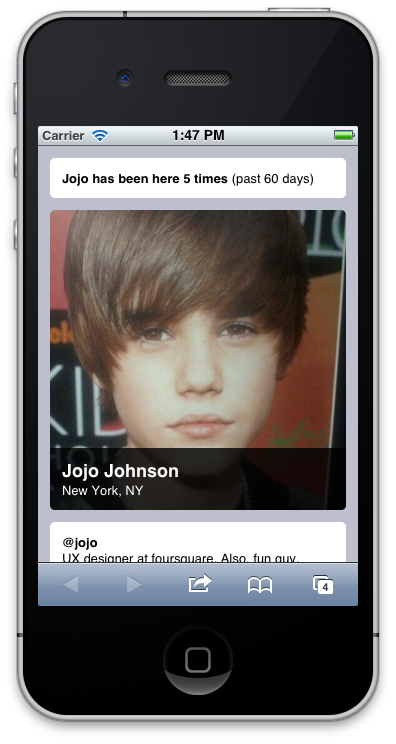 Carrier 1:47 PM
Jojo has been here 5 times (past 60 days)
KID
Jojo Johnson
New York, NY
@jojo
UX designer at foursquare. Also, fun guy.
4